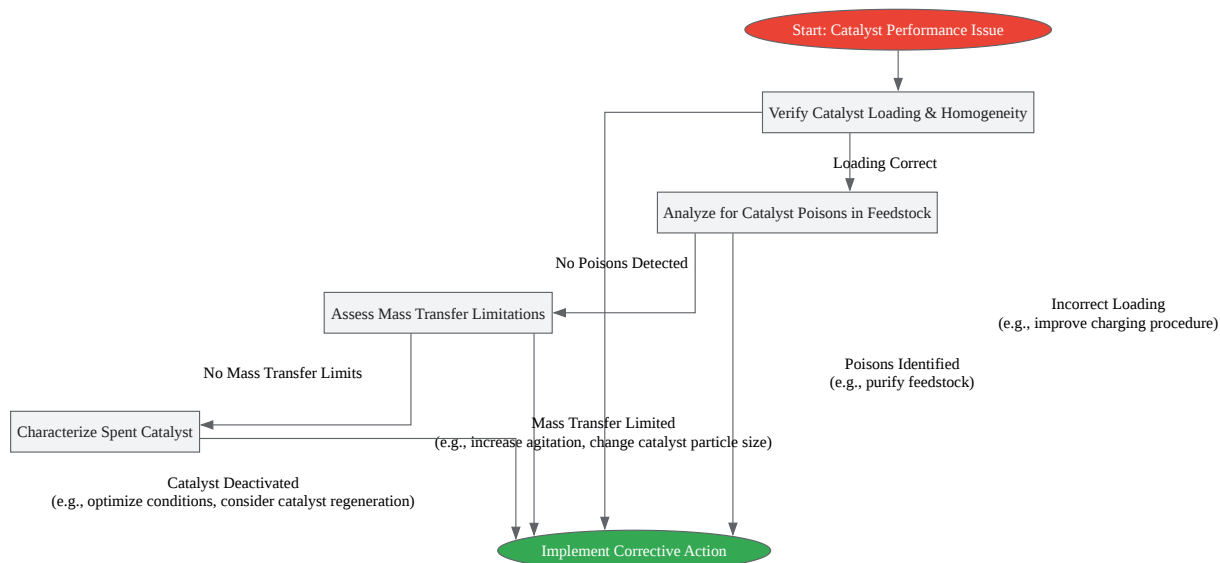 Start: Catalyst Performance Issue
Verify Catalyst Loading & Homogeneity
Loading Correct
Analyze for Catalyst Poisons in Feedstock
No Poisons Detected
Assess Mass Transfer Limitations
Incorrect Loading
(e.g., improve charging procedure)
No Mass Transfer Limits
Poisons Identified
(e.g., purify feedstock)
Characterize Spent Catalyst
Mass Transfer Limited
(e.g., increase agitation, change catalyst particle size)
Catalyst Deactivated
(e.g., optimize conditions, consider catalyst regeneration)
Implement Corrective Action